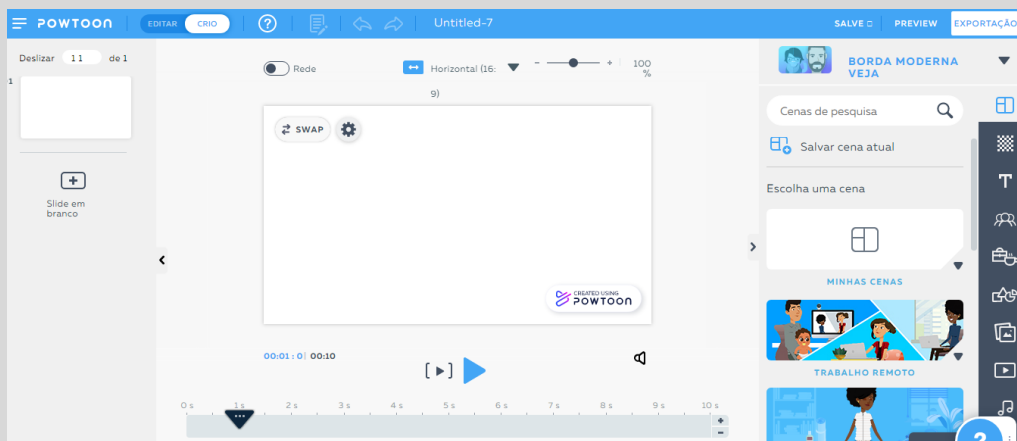 POWTOON
EDITAR
CRIO
?
Untitled-7
SALVE
PREVIEW
EXPORTAÇÃO
Deslizar 1 1 de 1
1
Slide em
branco
Rede
Horizontal (16:
9)
- +
100
%
SWAP
CREATED USING
POWTOON
00:01 : 0| 00:10
0 s 1 s 2 s 3 s 4 s 5 s 6 s 7 s 8 s 9 s 10 s
+
-
BORDA MODERNA
VEJA
Cenas de pesquisa
Salvar cena atual
Escolha uma cena
MINHAS CENAS
TRABALHO REMOTO
T
?